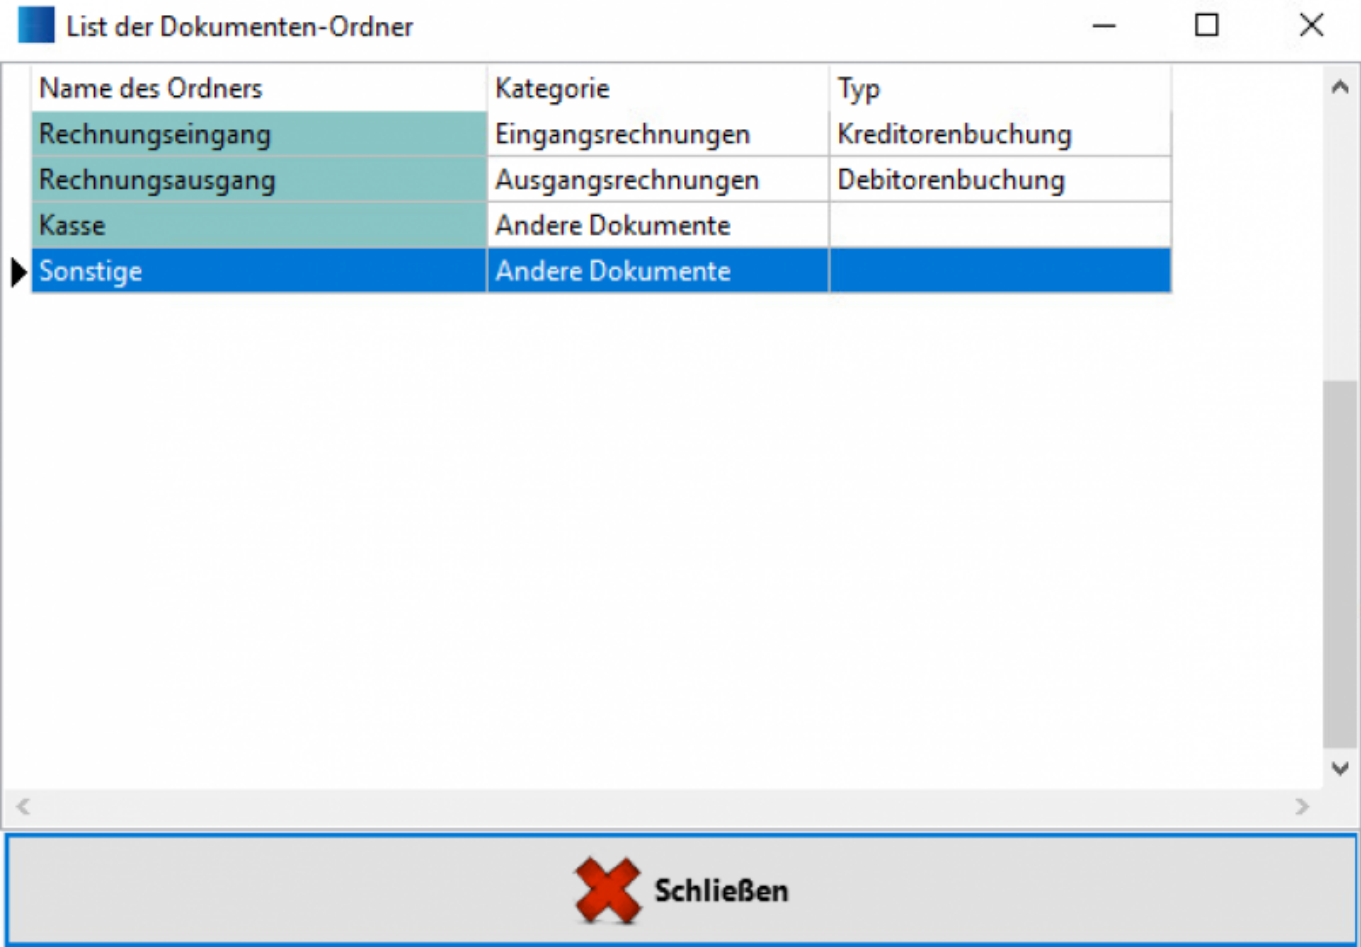 List der Dokumenten-Ordner
Name des Ordners Kategorie Typ
Rechnungseingang Eingangsrechnungen Kreditorenbuchung
Rechnungsausgang Ausgangsrechnungen Debitorenbuchung
Kasse Andere Dokumente
Sonstige Andere Dokumente
Schließen